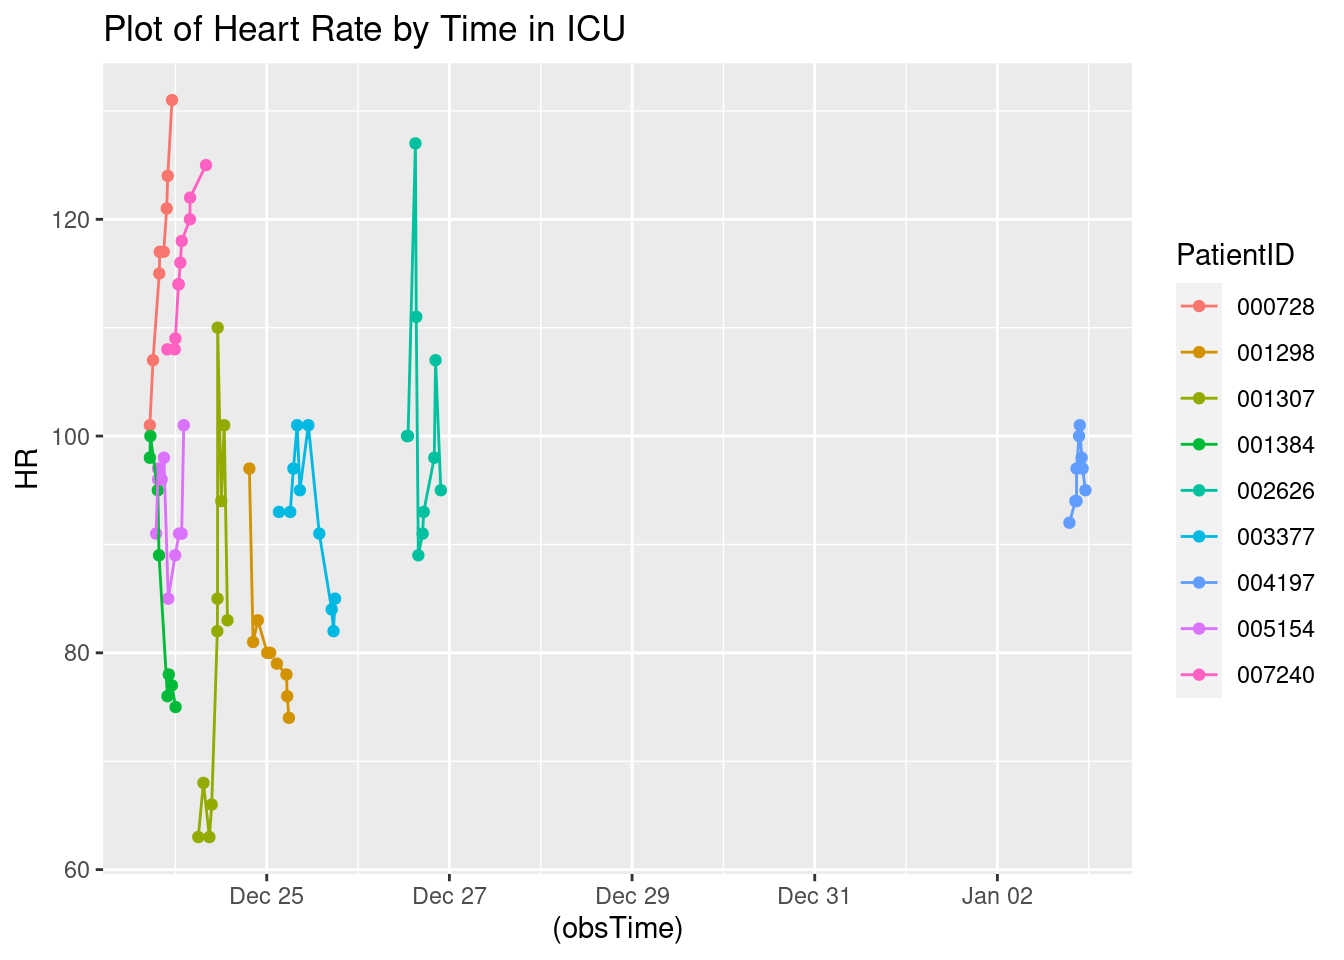 Plot of Heart Rate by Time in ICU
HR
120
100
80
60
Dec 25
Dec 27
Dec 29
Dec 31
Jan 02
(obsTime)
PatientID
000728
001298
001307
001384
002626
003377
004197
005154
007240